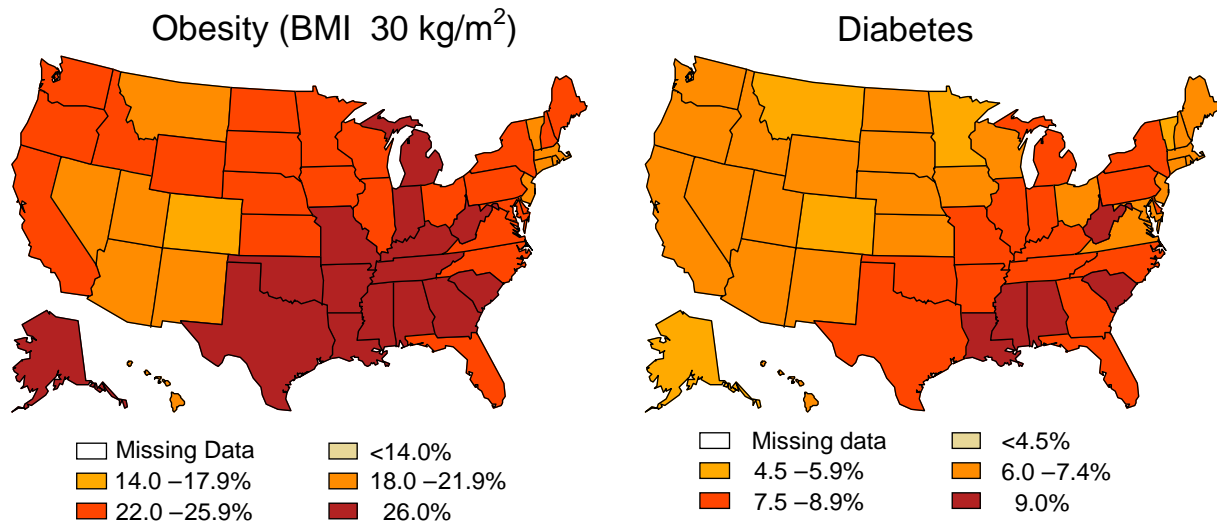 Obesity (BMI  30 kg/m²)
Diabetes
Missing Data
<14.0%
14.0 –17.9%
18.0 –21.9%
22.0 –25.9%
26.0%
Missing data
<4.5%
4.5 –5.9%
6.0 –7.4%
7.5 –8.9%
9.0%